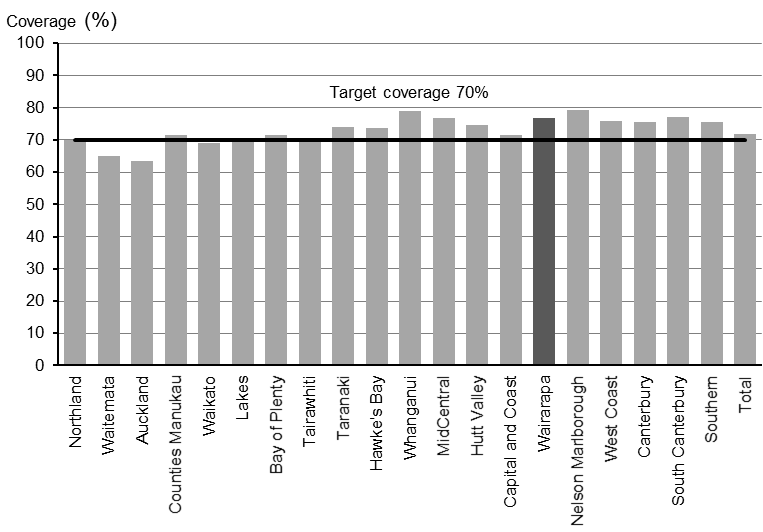 Coverage (%)
100
90
80
70
60
50
40
30
20
10
0
Target coverage 70%
Northland
Waitemata
Auckland
Counties Manukau
Waikato
Lakes
Bay of Plenty
Tairawhiti
Taranaki
Hawke's Bay
Whanganui
MidCentral
Hutt Valley
Capital and Coast
Wairarapa
Nelson Marlborough
West Coast
Canterbury
South Canterbury
Southern
Total